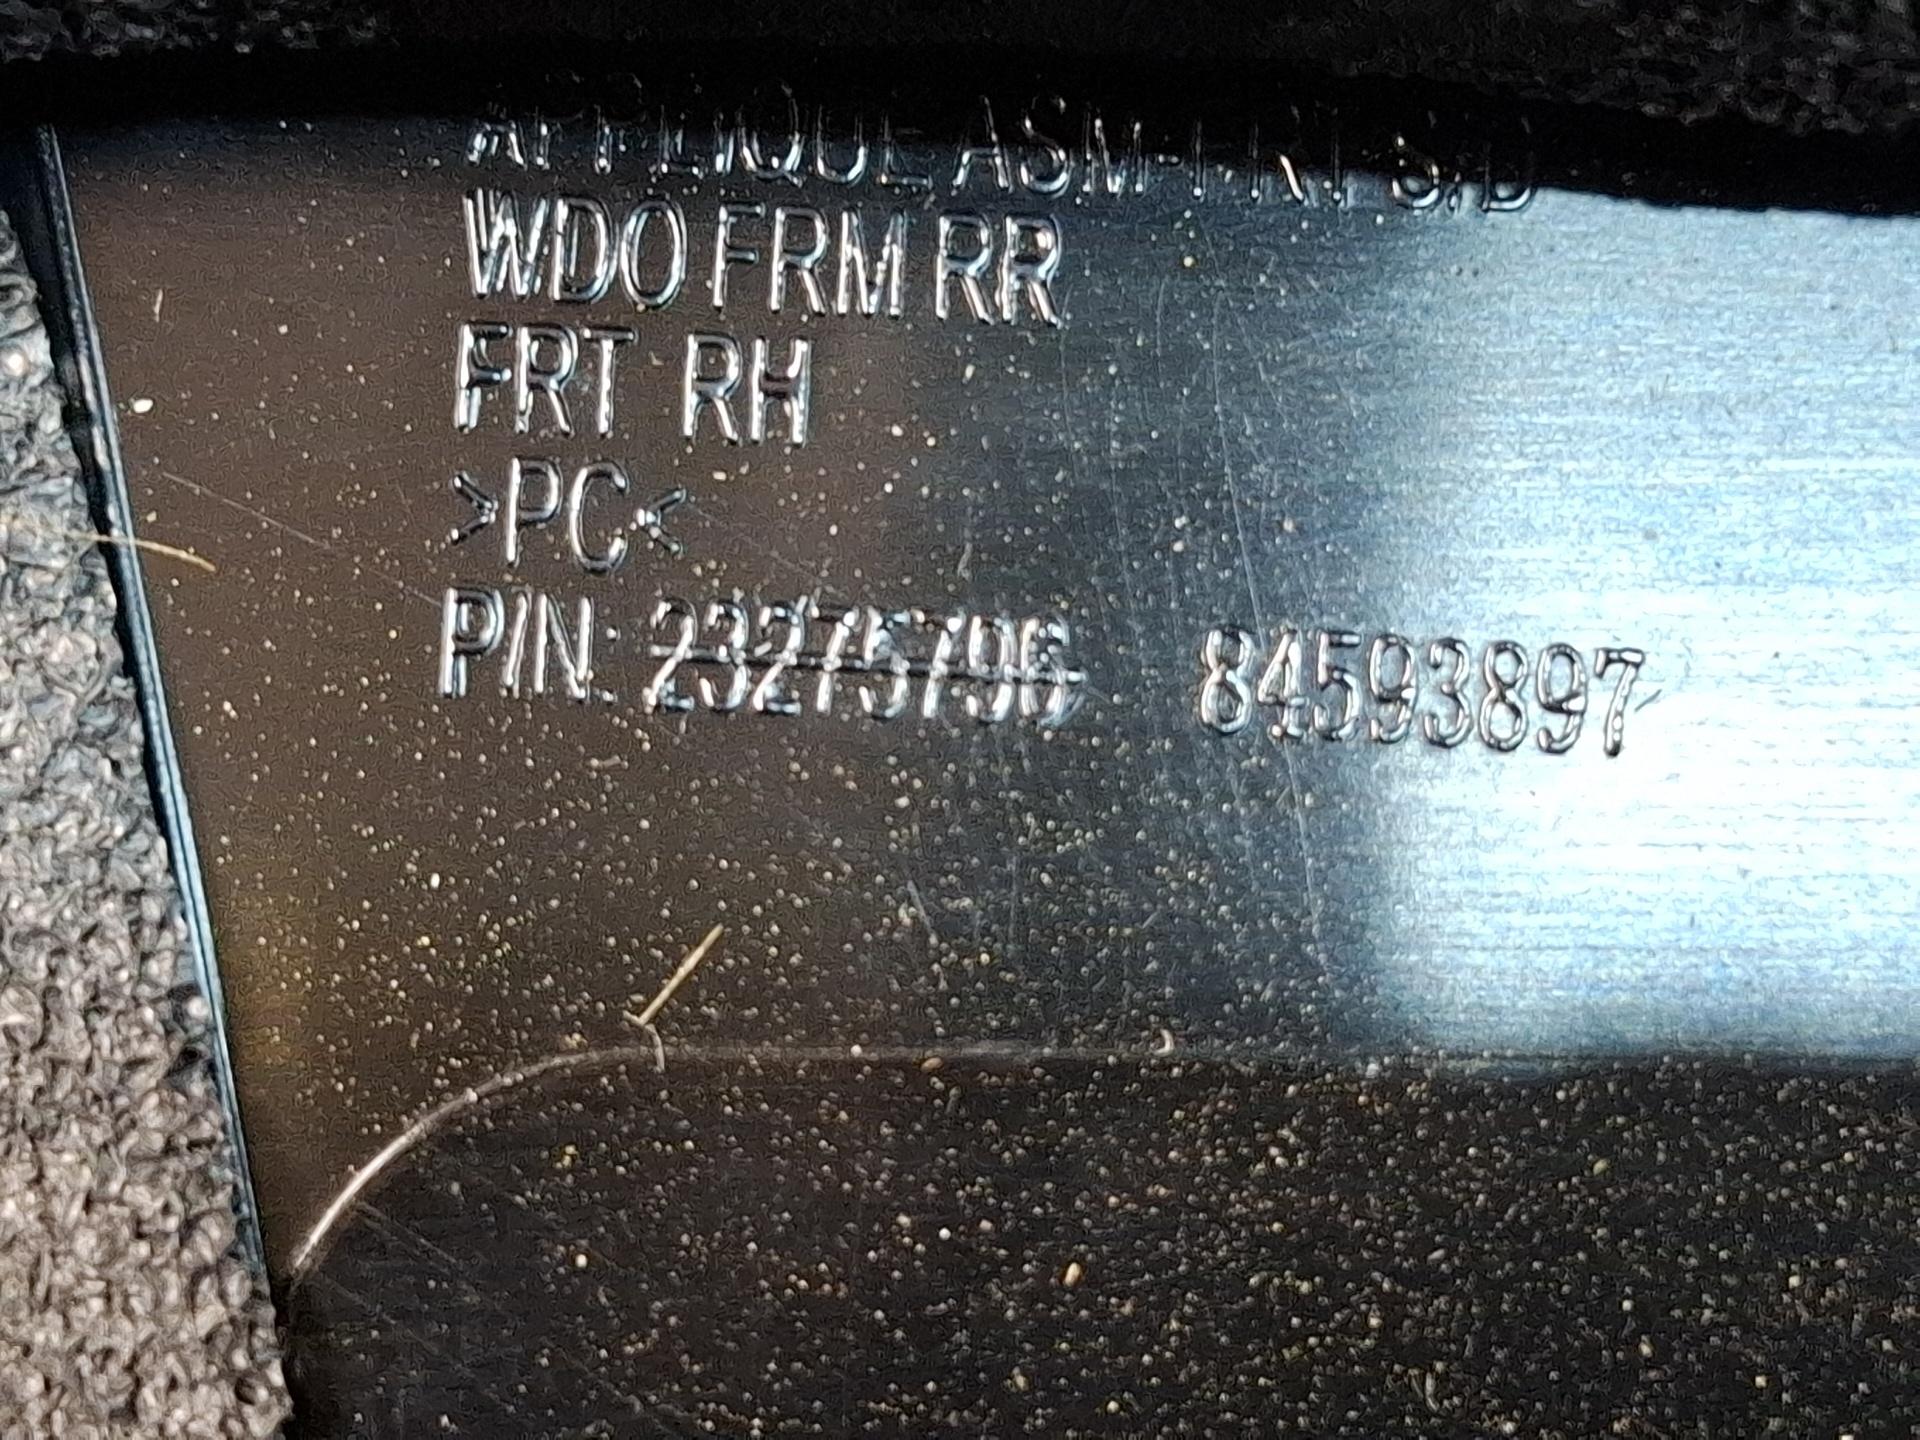 APPLIQUE ASM-FRT S/D
WDO FRM RR
FRT RH
>PC<
P/N: 23275796 84593897